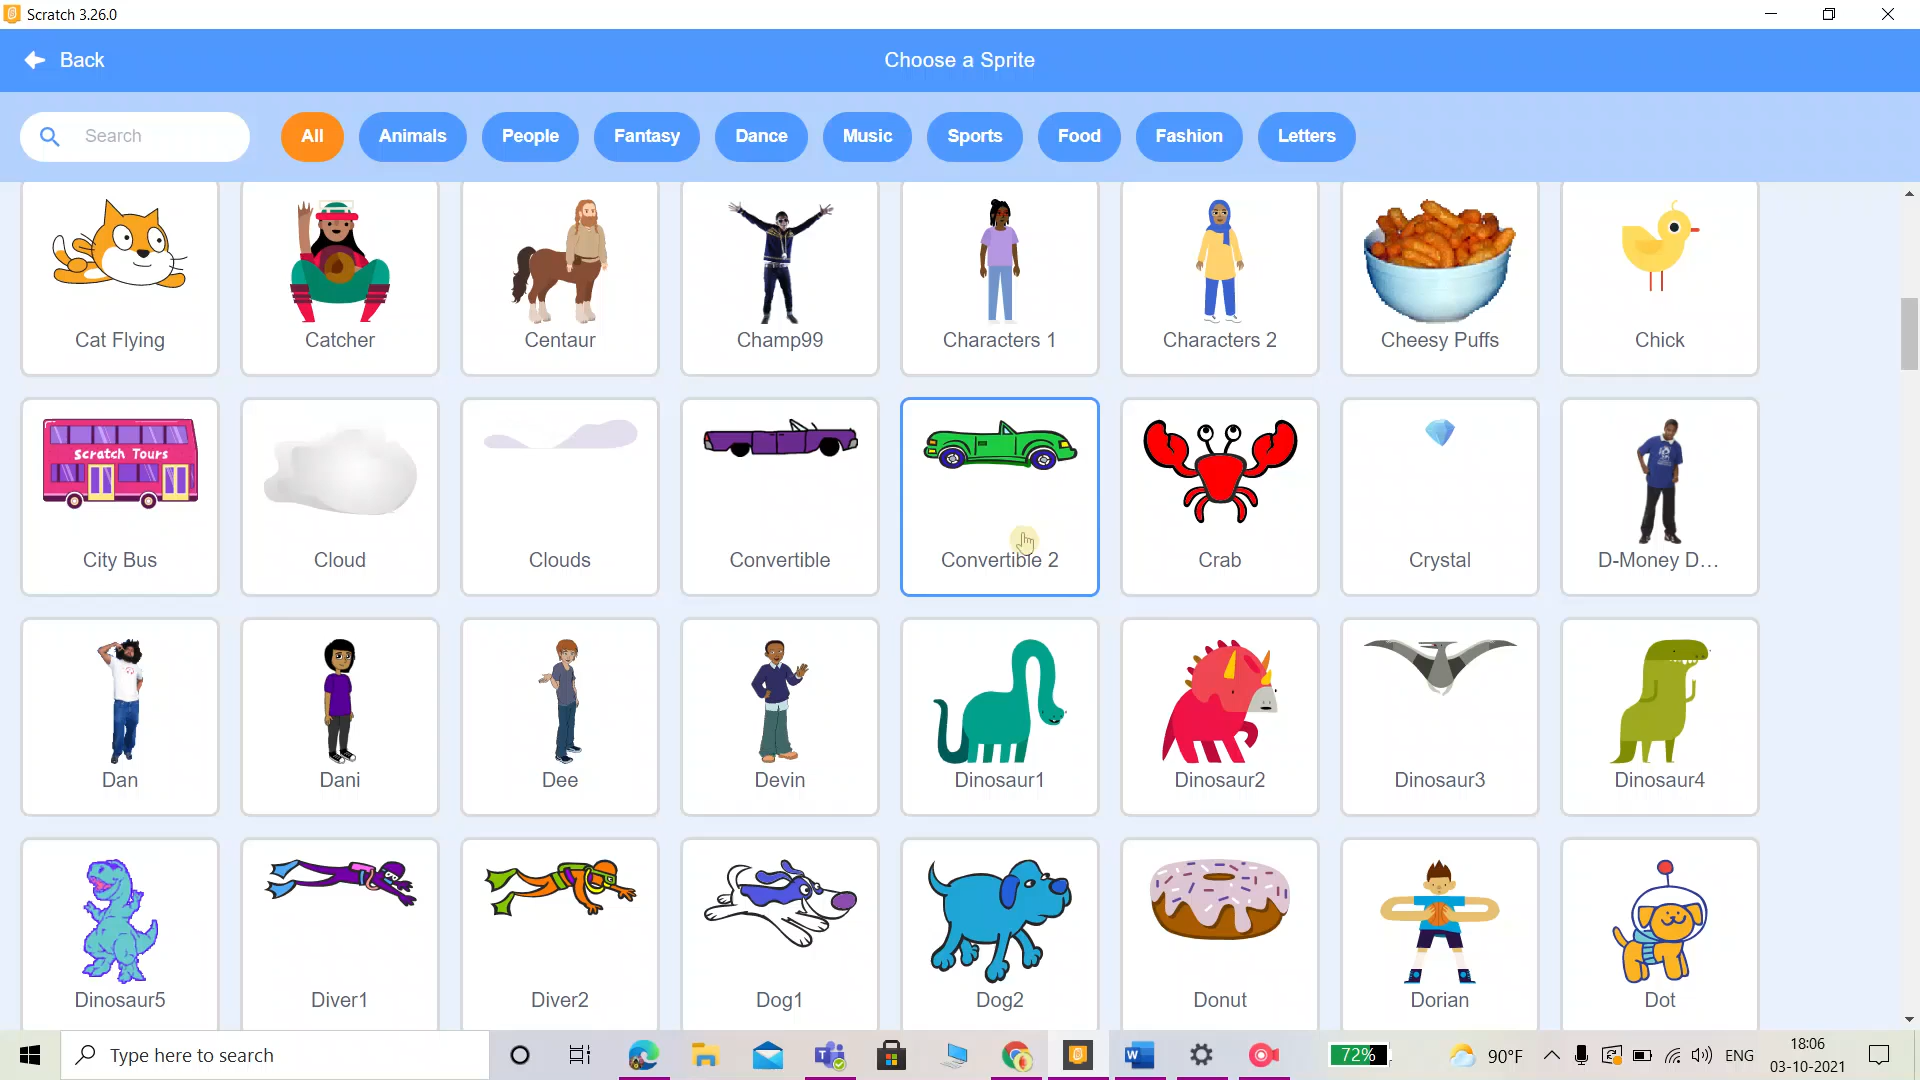 Scratch 3.26.0
Back
Choose a Sprite
Search
All
Animals
People
Fantasy
Dance
Music
Sports
Food
Fashion
Letters
Cat Flying
Catcher
Centaur
Champ99
Characters 1
Characters 2
Cheesy Puffs
Chick
Scratch Tours
City Bus
Cloud
Clouds
Convertible
Convertible 2
Crab
Crystal
D-Money D...
Dan
Dani
Dee
Devin
Dinosaur1
Dinosaur2
Dinosaur3
Dinosaur4
Dinosaur5
Diver1
Diver2
Dog1
Dog2
Donut
Dorian
Dot
Type here to search
72%
90°F
ENG
18:06
03-10-2021